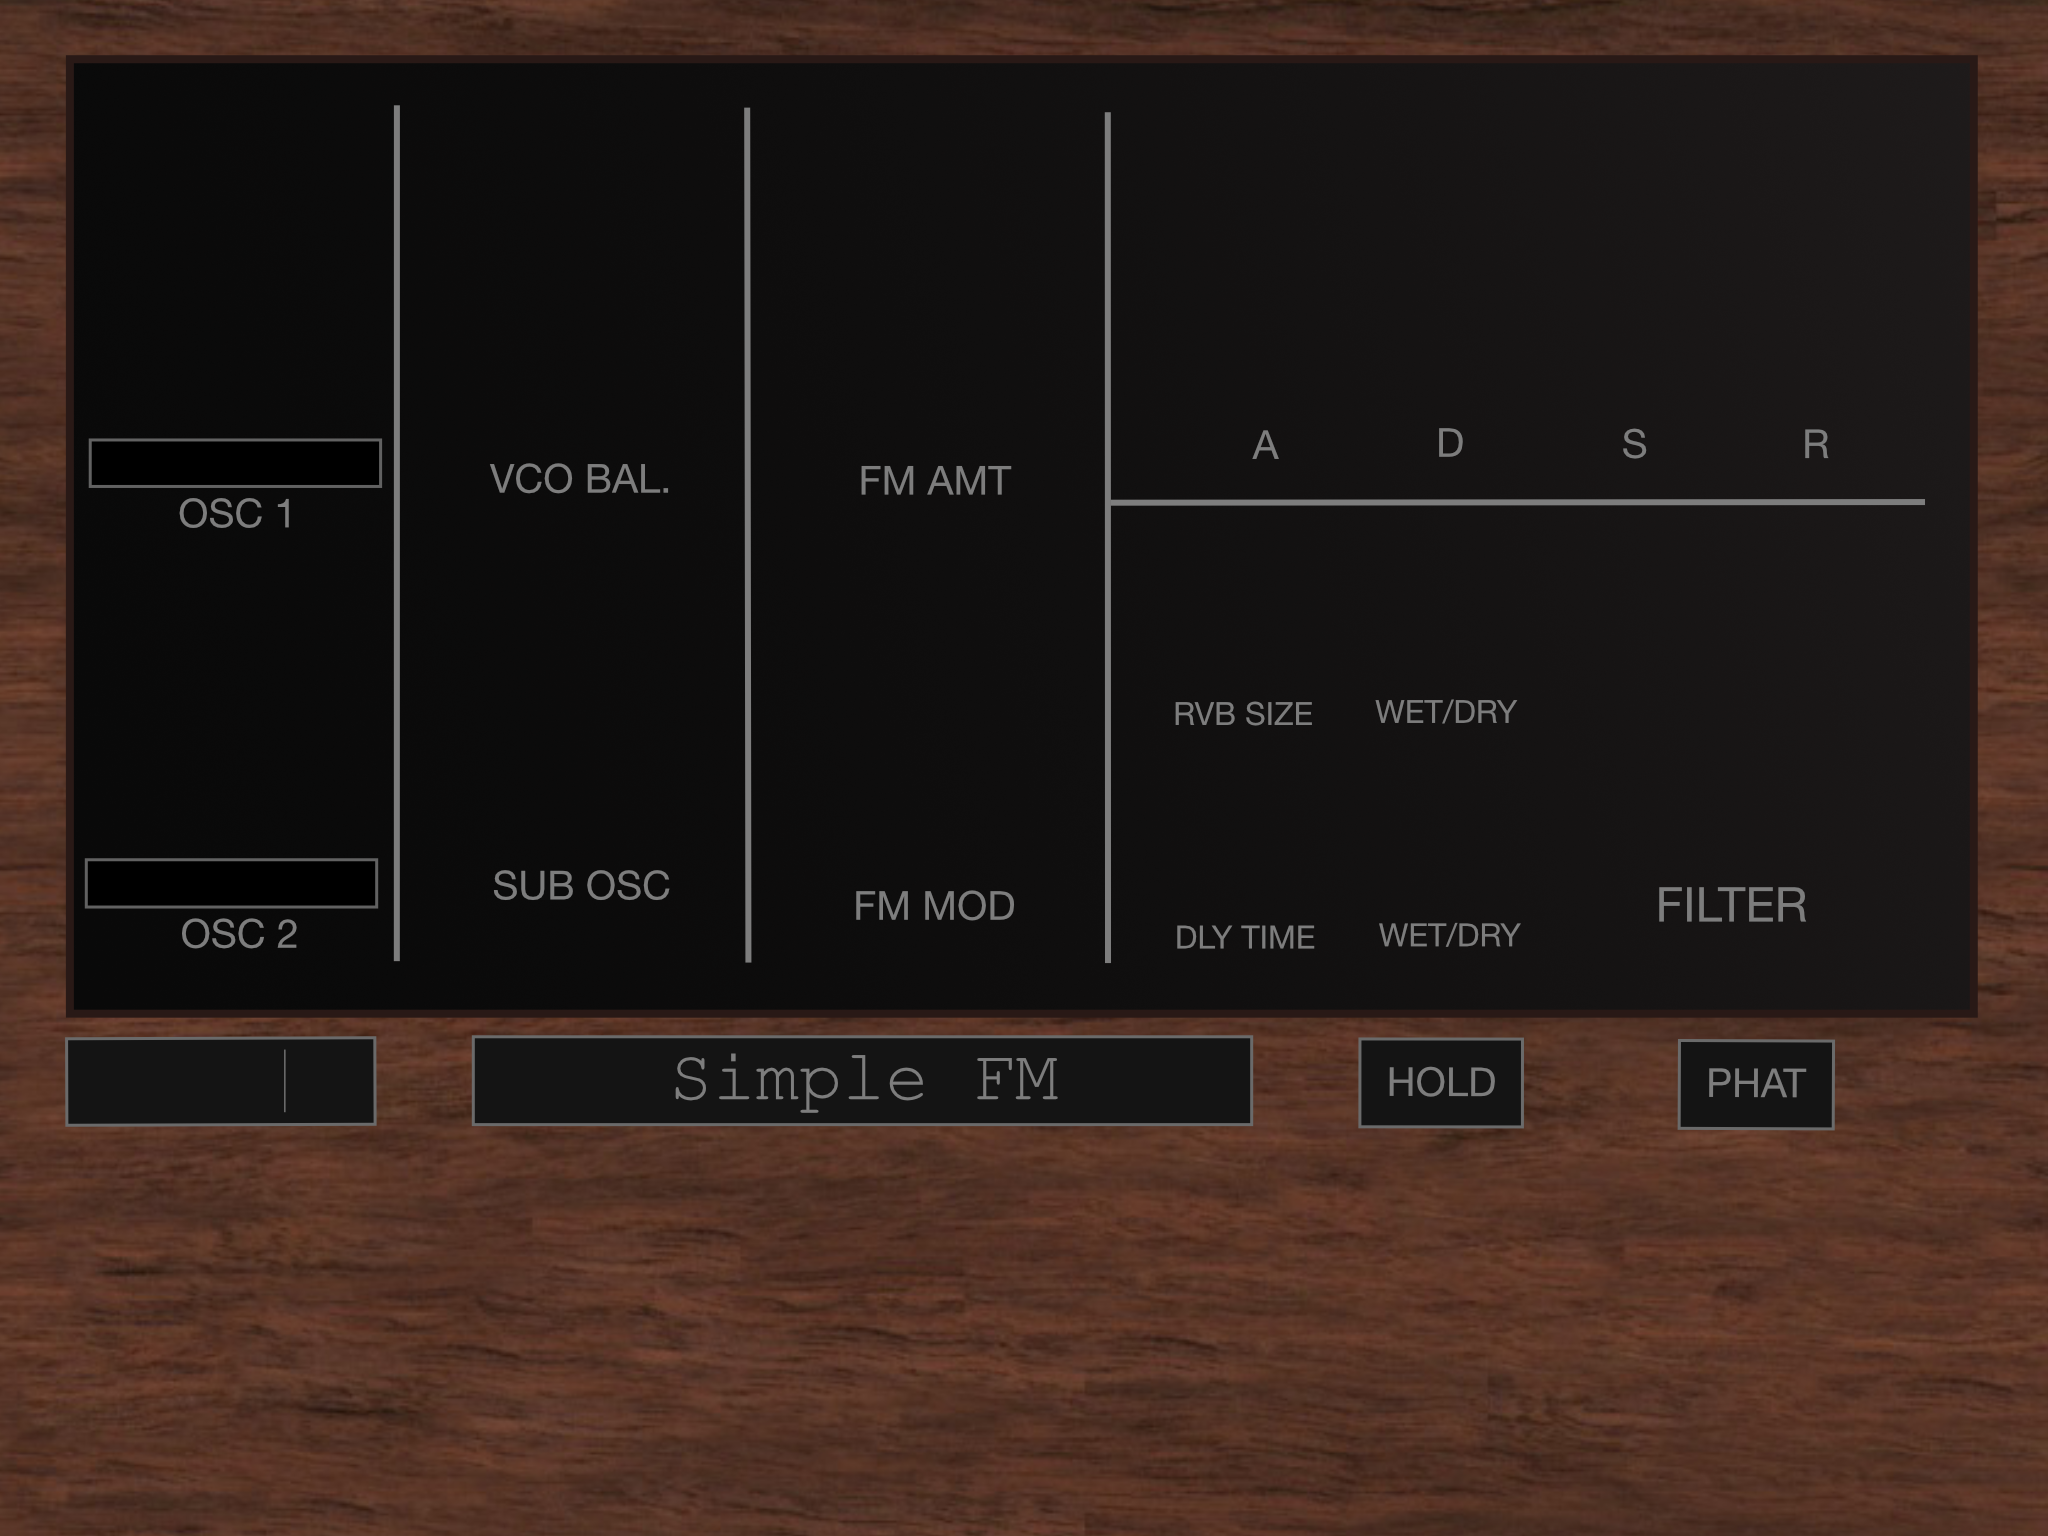 A D S R
VCO BAL.
FM AMT
OSC 1
RVB SIZE WET/DRY
SUB OSC
FM MOD
FILTER
OSC 2
DLY TIME WET/DRY
Simple FM
HOLD
PHAT